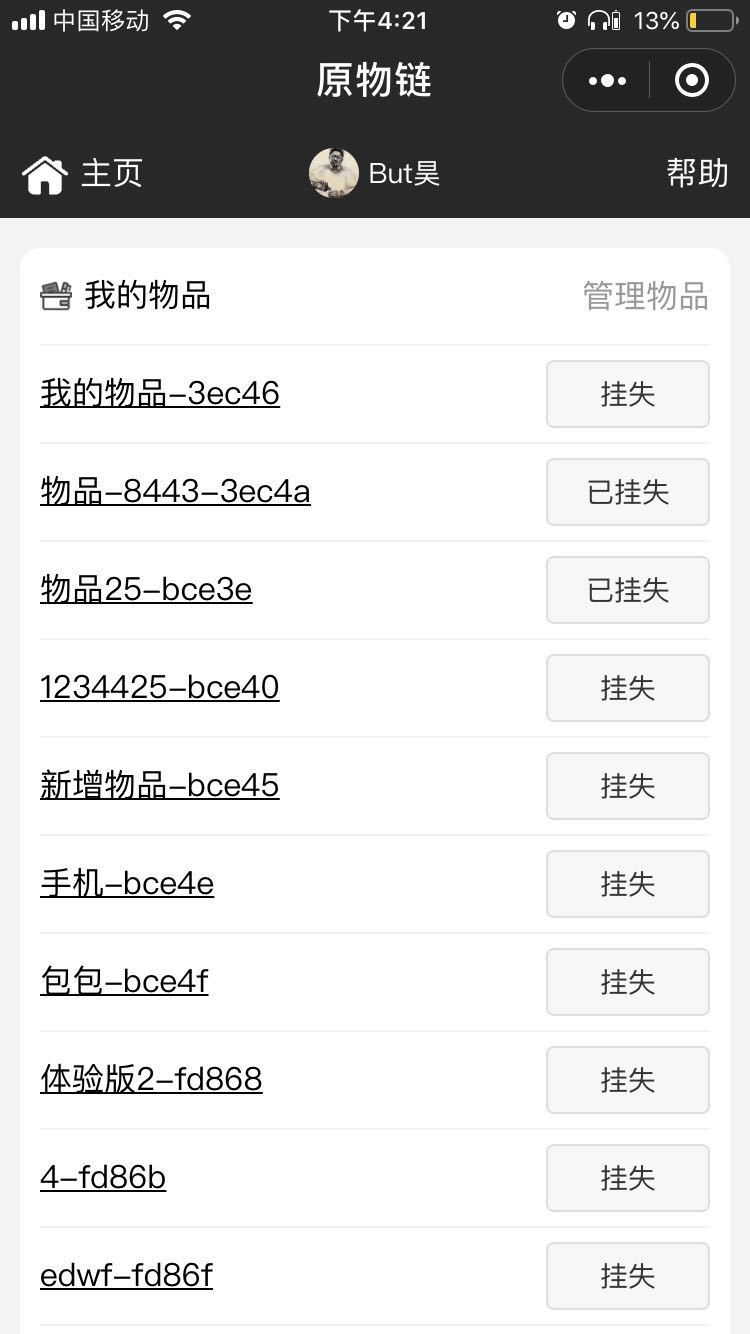 中国移动 下午4:21 13%
原物链
主页 But昊 帮助
我的物品 管理物品
我的物品-3ec46 挂失
物品-8443-3ec4a 已挂失
物品25-bce3e 已挂失
1234425-bce40 挂失
新增物品-bce45 挂失
手机-bce4e 挂失
包包-bce4f 挂失
体验版2-fd868 挂失
4-fd86b 挂失
edwf-fd86f 挂失